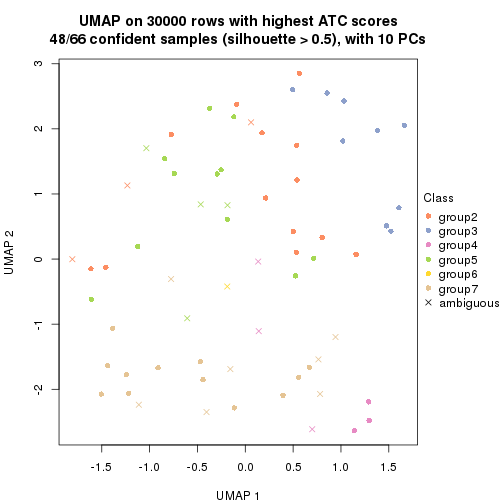 UMAP on 30000 rows with highest ATC scores
48/66 confident samples (silhouette > 0.5), with 10 PCs
3
2
1
0
-1
-2
UMAP 2
-1.5
-1.0
-0.5
0.0
0.5
1.0
1.5
UMAP 1
Class
group2
group3
group4
group5
group6
group7
ambiguous